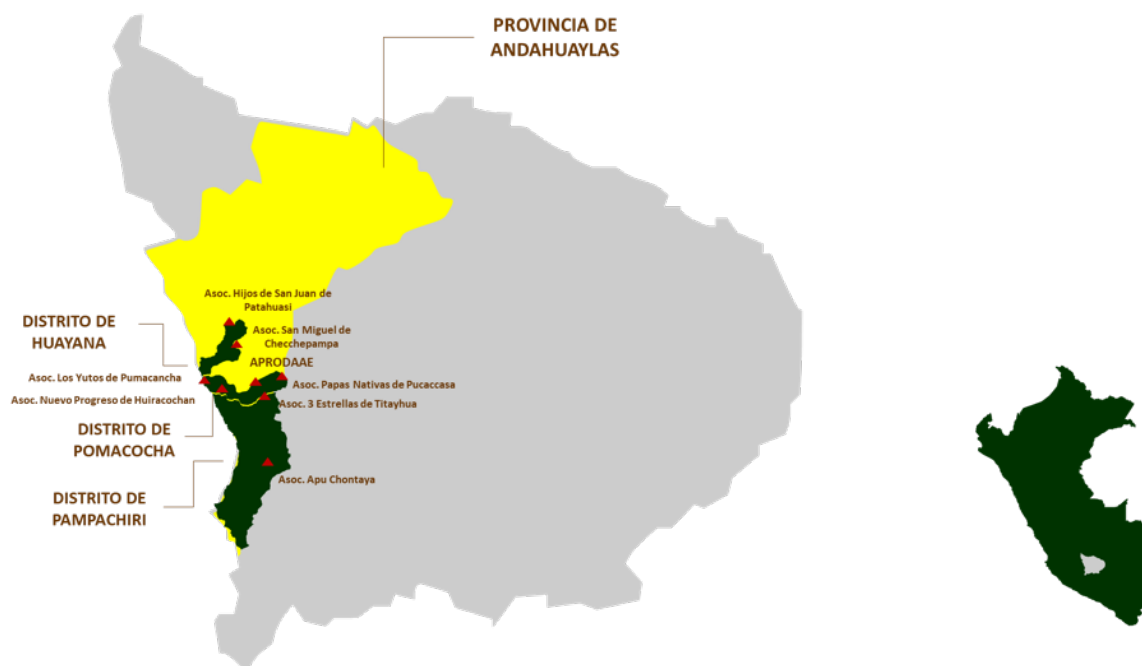 PROVINCIA DE
ANDAHUAYLAS
Asoc. Hijos de San Juan de
Patahuasi
DISTRITO DE
HUAYANA
Asoc. San Miguel de
Checchepampa
APRODAAE
Asoc. Los Yutos de Pumacancha
Asoc. Papas Nativas de Pucaccasa
Asoc. Nuevo Progreso de Huiracochan
Asoc. 3 Estrellas de Titayhua
DISTRITO DE
POMACOCHA
Asoc. Apu Chontaya
DISTRITO DE
PAMPACHIRI